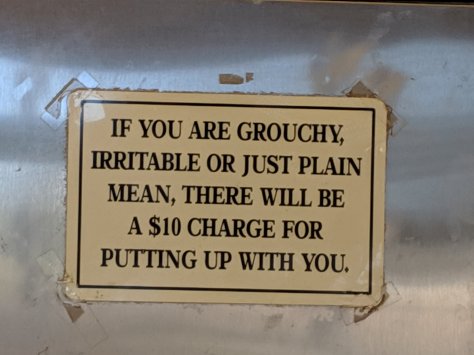 IF YOU ARE GROUCHY,
IRRITABLE OR JUST PLAIN
MEAN, THERE WILL BE
A $10 CHARGE FOR
PUTTING UP WITH YOU.